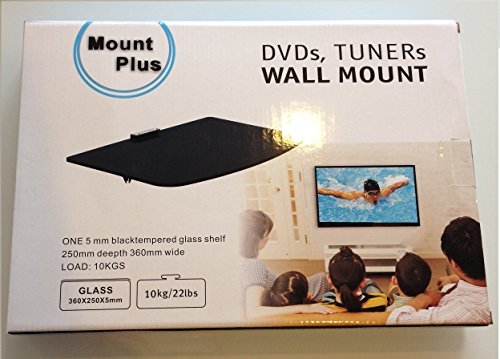 Mount
Plus
DVDs, TUNERs
WALL MOUNT
ONE 5 mm blacktempered glass shelf
250mm deepth 360mm wide
LOAD: 10KGS
GLASS
360X250X5mm
10kg/22lbs